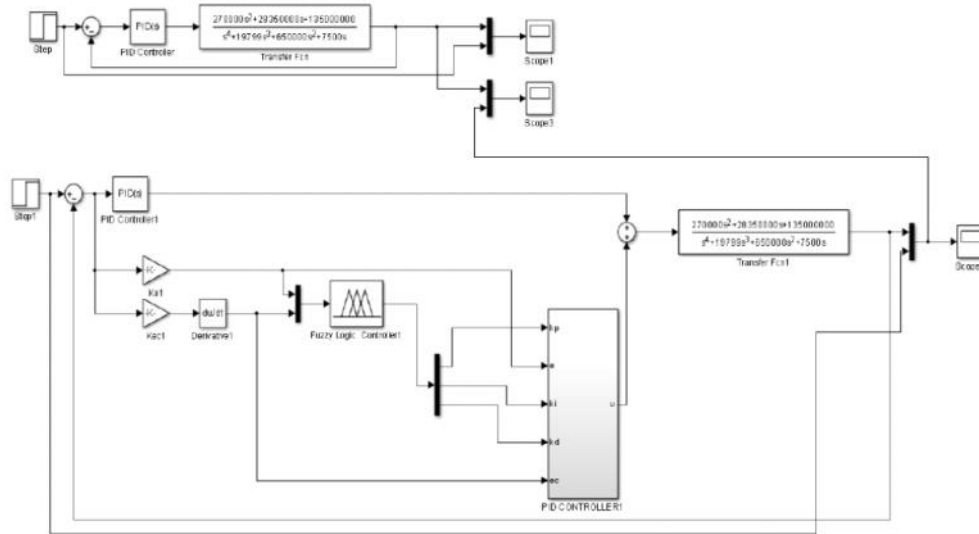 Step
PID(s)
PID Controller
270000s²+28350000s+135000000
s⁴+19799s³+650000s²+7500s
Transfer Fcn
Scope1
Scope3
Step1
PID(s)
PID Controller1
270000s²+28350000s+135000000
s⁴+19799s³+650000s²+7500s
Transfer Fcn1
Scope
-K-
-K-
du/dt
Kec1
Derivative1
Fuzzy Logic Controller1
kp
e
ki
kd
ec
u
PID CONTROLLER1